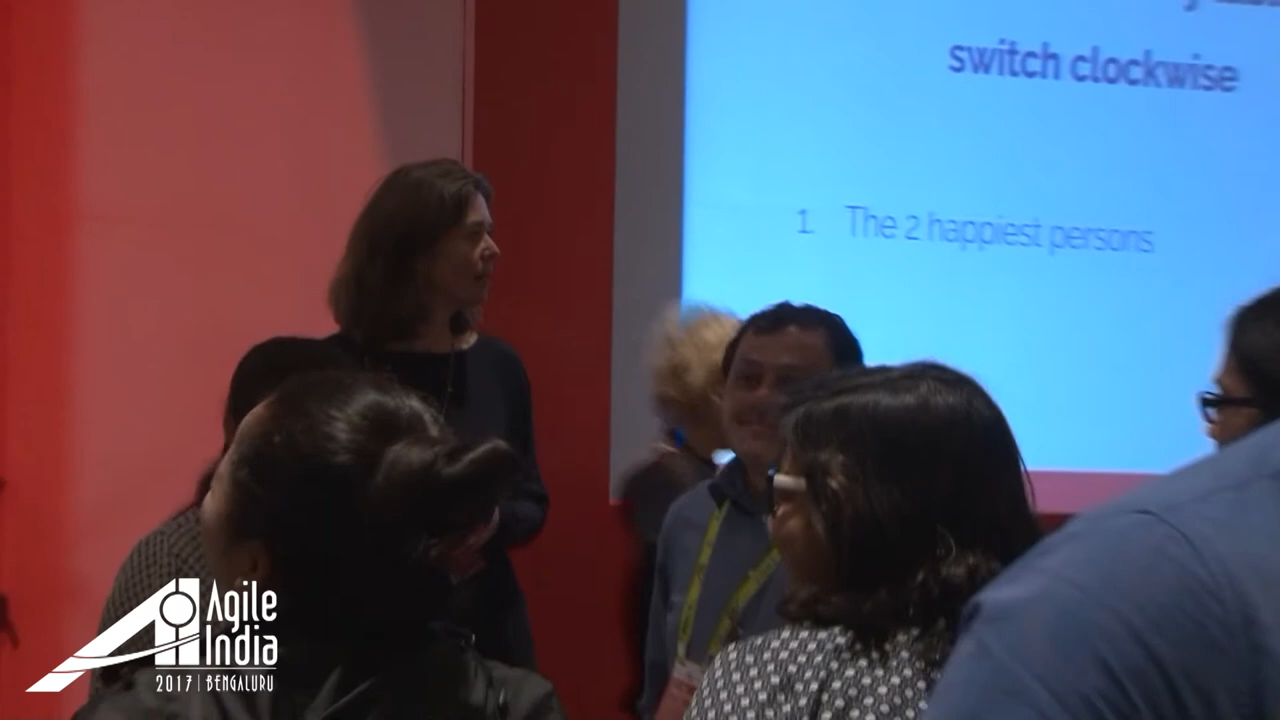 switch clockwise
1. The 2 happiest persons
Agile
India
2017 | BENGALURU